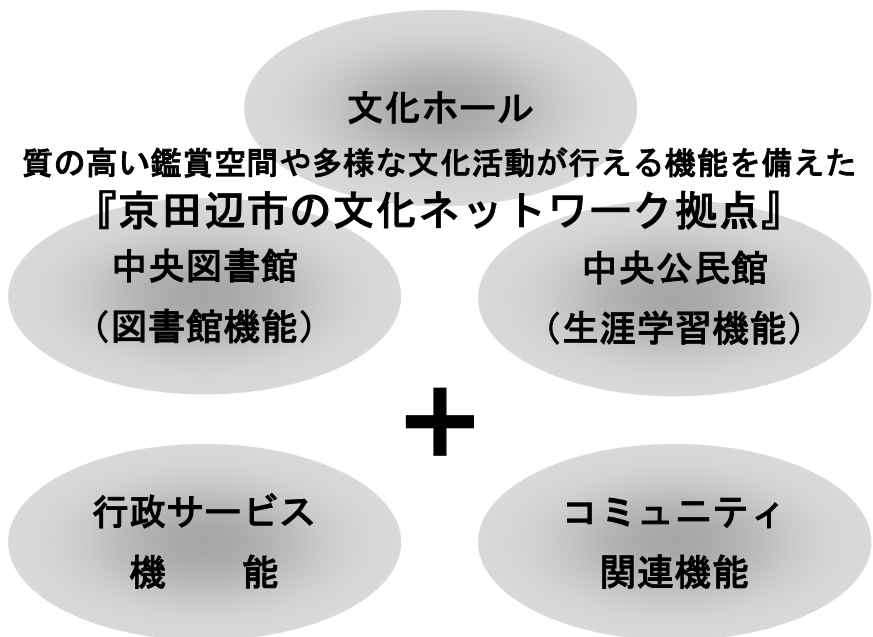 文化ホール
質の高い鑑賞空間や多様な文化活動が行える機能を備えた
『京田辺市の文化ネットワーク拠点』
中央図書館
（図書館機能）
中央公民館
（生涯学習機能）
＋
行政サービス
機　　能
コミュニティ
関連機能